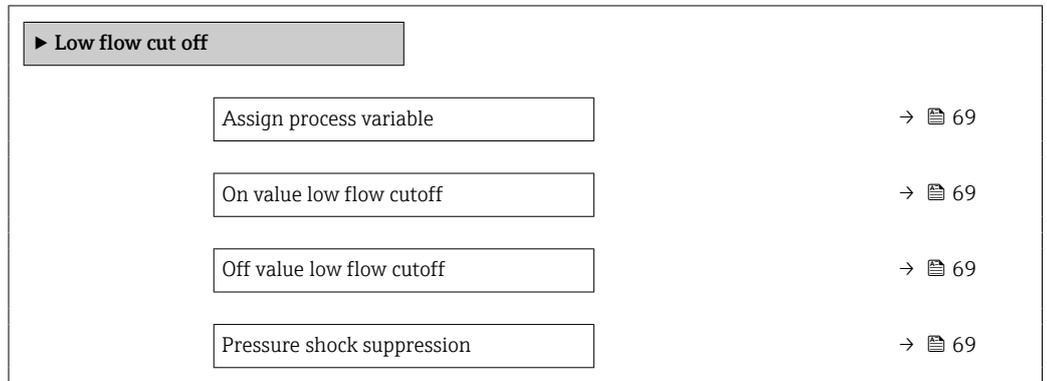 ► Low flow cut off
Assign process variable → 69
On value low flow cutoff → 69
Off value low flow cutoff → 69
Pressure shock suppression → 69